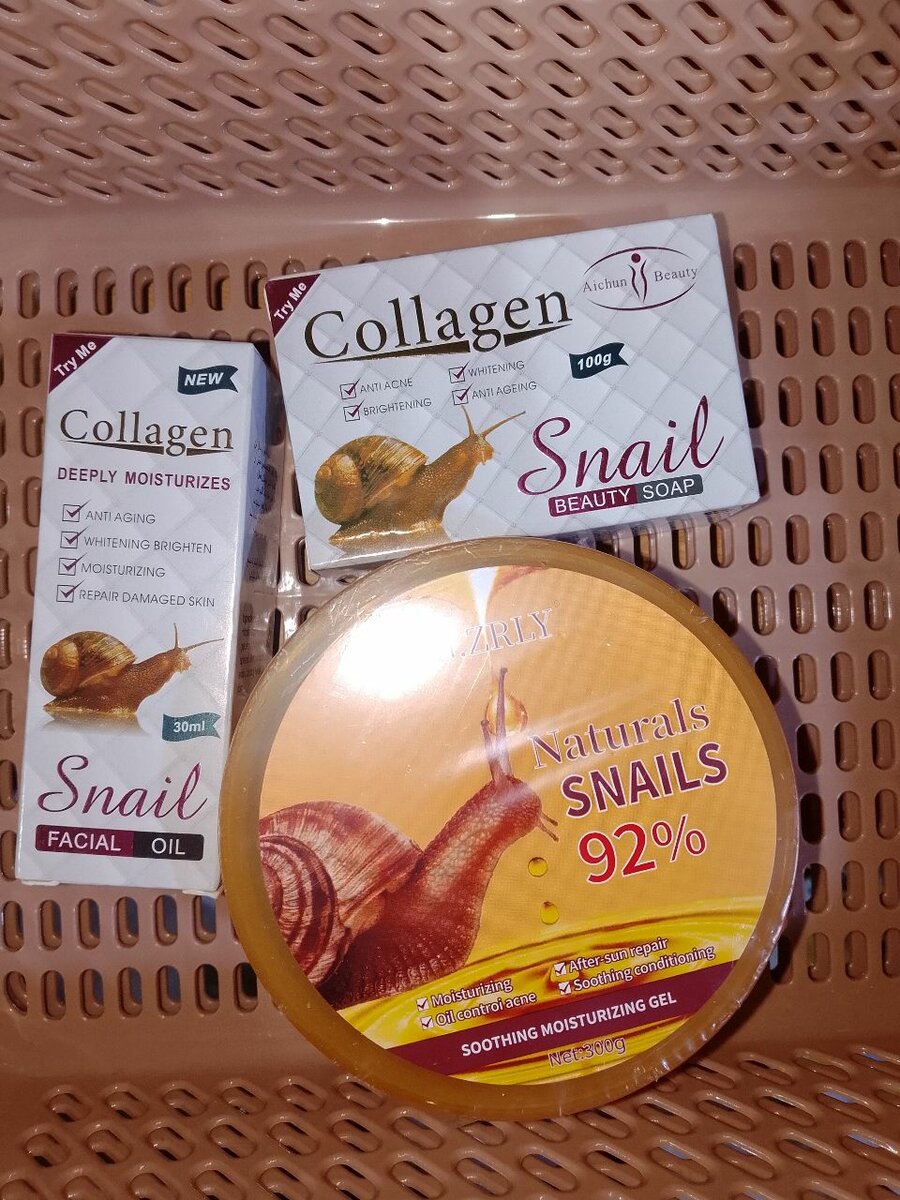 Try Me
Collagen
Aichun Beauty
100g
ANTI ACNE
WHITENING
BRIGHTENING
ANTI AGEING
Snail
BEAUTY SOAP
Try Me
NEW
Collagen
DEEPLY MOISTURIZES
ANTI AGING
WHITENING BRIGHTEN
MOISTURIZING
REPAIR DAMAGED SKIN
30ml
Snail
FACIAL OIL
Naturals
SNAILS
92%
Moisturizing
After-sun repair
Oil controi acne
Soothing conditioning
SOOTHING MOISTURIZING GEL
Net:300g